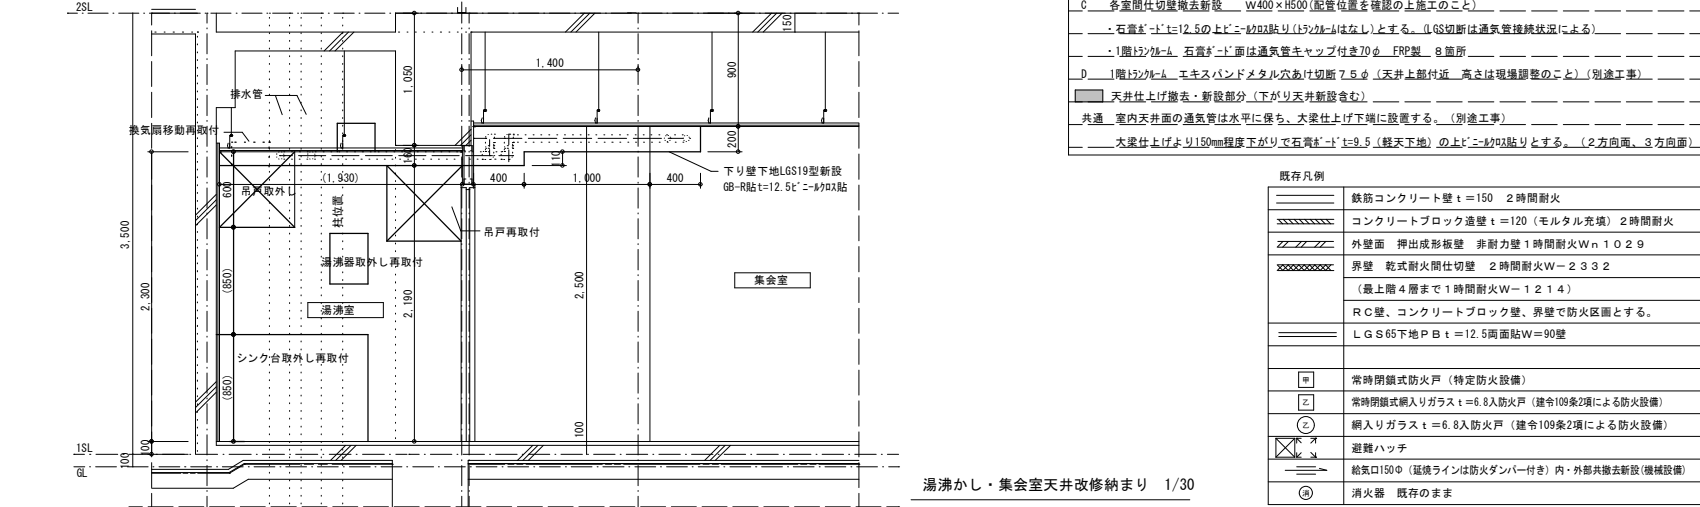 2SL
150
1,050
1,400
900
排水管
換気扇移動再取付
160
110
200
(1,930)
400
1,000
400
下り壁下地LGS19型新設
GB-R貼t=12.5ビニールクロス貼
600
吊戸取外し
柱位置
吊戸再取付
3,500
2,300
湯沸器取外し再取付
(850)
2,190
2,500
湯沸室
集会室
シンク台取外し再取付
(850)
100
100
1SL
100
GL
湯沸かし・集会室天井改修納まり 1/30
C 各室間仕切壁撤去新設 W400×H500(配管位置を確認の上施工のこと)
・石膏ボードt=12.5の上ビニールクロス貼り(トランクルームはなし)とする。(LGS切断は通気管接続状況による)
・1階トランクルーム 石膏ボード面は通気管キャップ付き70φ FRP製 8箇所
D 1階トランクルーム エキスパンドメタル穴あけ切断75φ(天井上部付近 高さは現場調整のこと)(別途工事)
天井仕上げ撤去・新設部分(下がり天井新設含む)
共通 室内天井面の通気管は水平に保ち、大梁仕上げ下端に設置する。(別途工事)
大梁仕上げより150mm程度下がりで石膏ボードt=9.5(軽天下地)の上ビニールクロス貼りとする。(2方向面、3方向面)
既存凡例
鉄筋コンクリート壁t=150 2時間耐火
コンクリートブロック造壁t=120(モルタル充填)2時間耐火
外壁面 押出成形板壁 非耐力壁1時間耐火Wn1029
界壁 乾式耐火間仕切壁 2時間耐火W-2332
(最上階4層まで1時間耐火W-1214)
RC壁、コンクリートブロック壁、界壁で防火区画とする。
LGS65下地PBt=12.5両面貼W=90壁
甲 常時閉鎖式防火戸(特定防火設備)
乙 常時閉鎖式網入りガラスt=6.8入防火戸(建令109条2項による防火設備)
乙 網入りガラスt=6.8入防火戸(建令109条2項による防火設備)
避難ハッチ
給気口150Φ(延焼ラインは防火ダンパー付き)内・外部共撤去新設(機械設備)
消 消火器 既存のまま